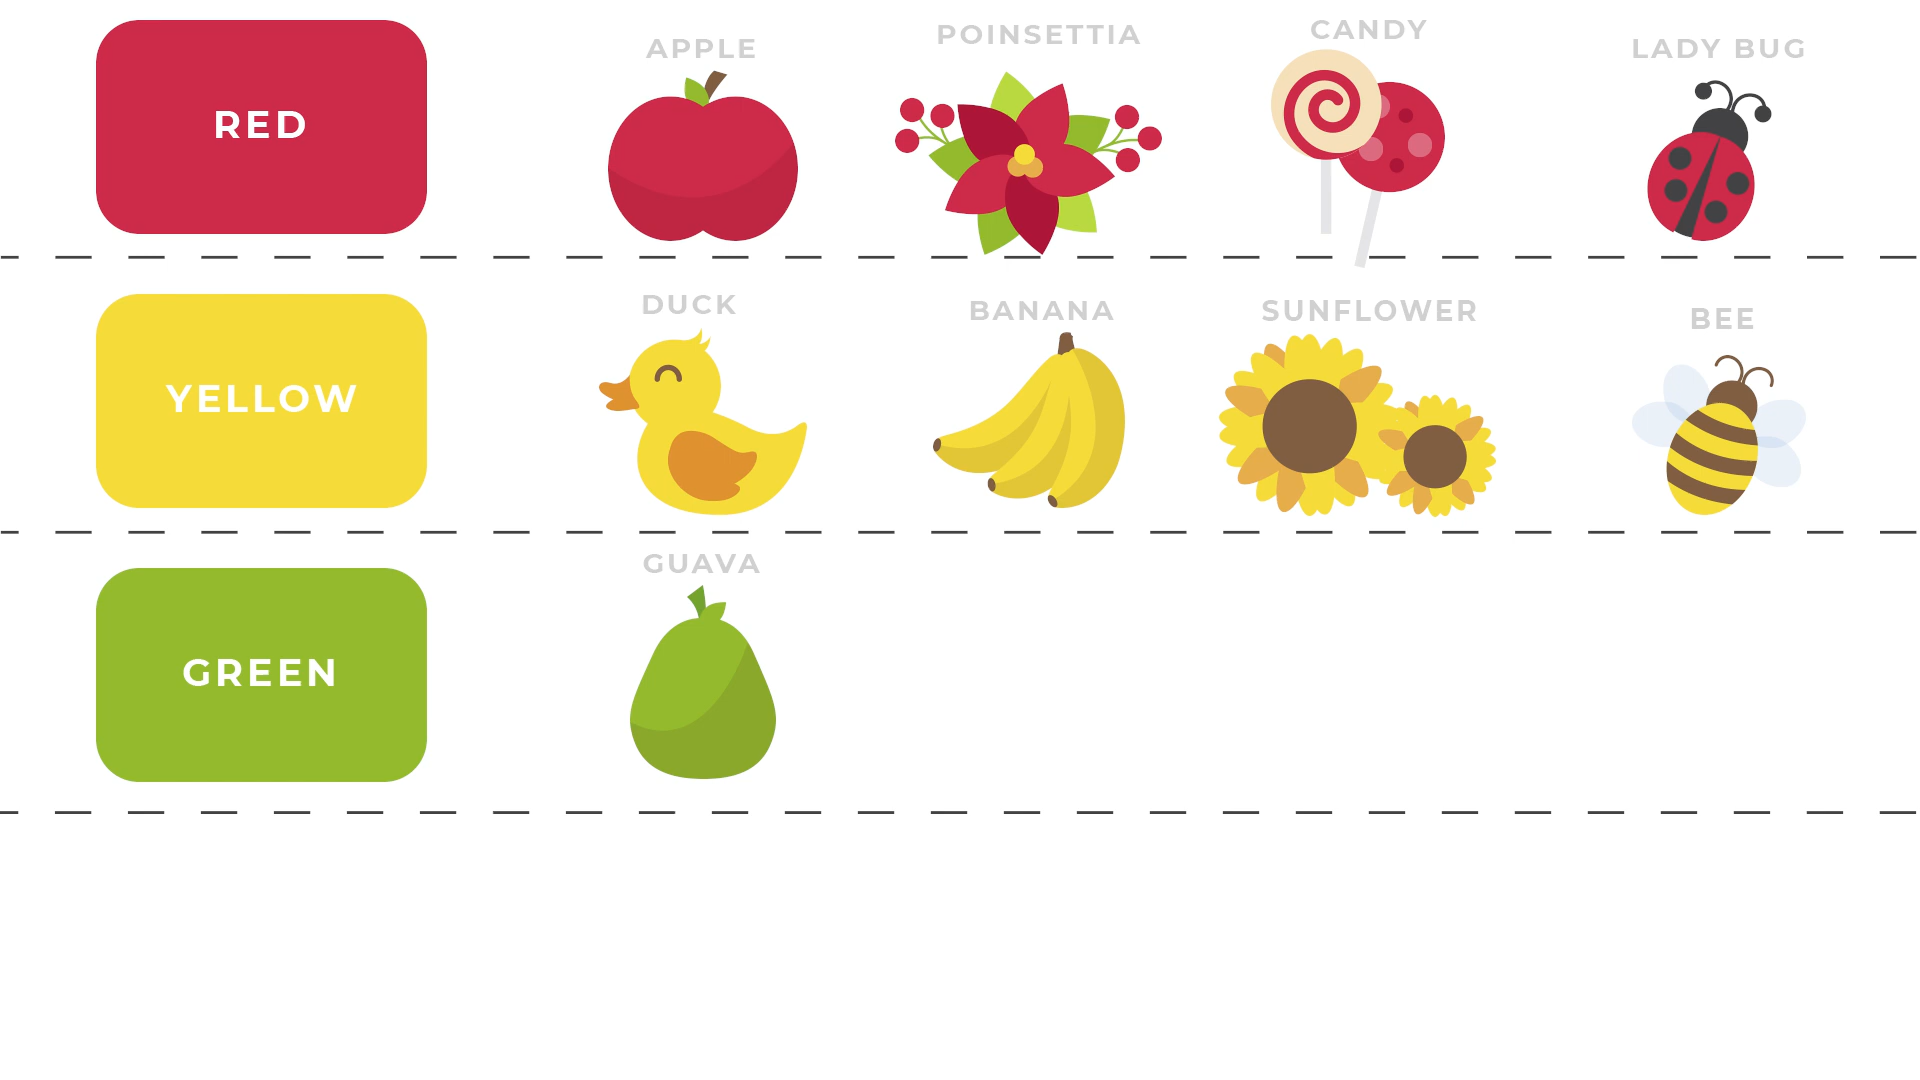 RED
APPLE
POINSETTIA
CANDY
LADY BUG
YELLOW
DUCK
BANANA
SUNFLOWER
BEE
GREEN
GUAVA